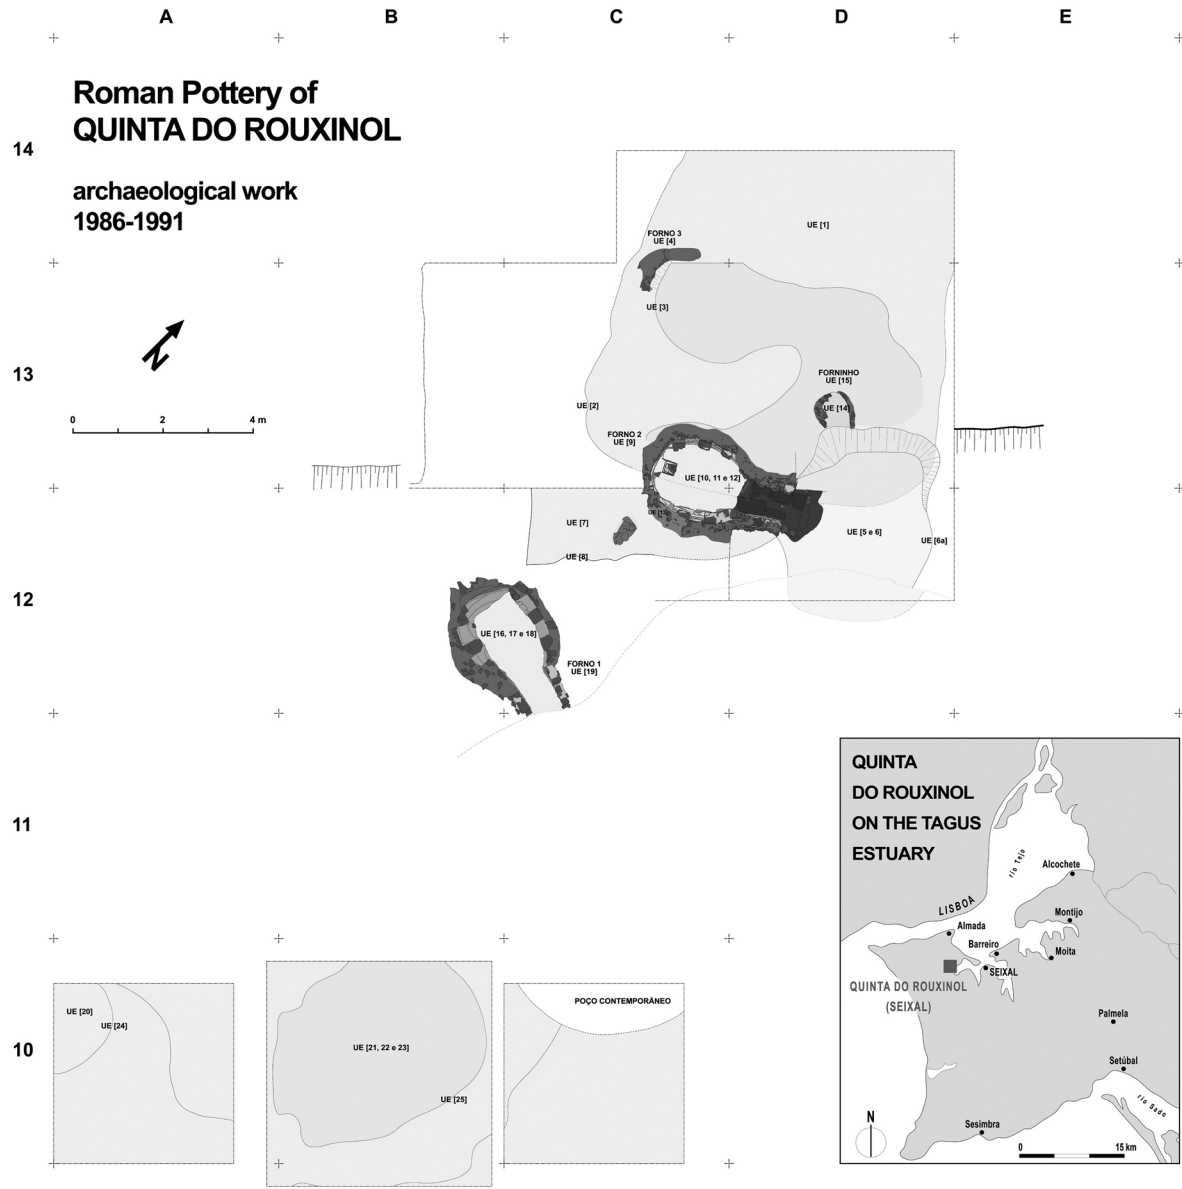 A B C D E
Roman Pottery of
QUINTA DO ROUXINOL
14
archaeological work
1986-1991
UE [1]
FORNO 3
UE [4]
UE [3]
N
13
FORNINHO
UE [15]
UE [14]
0 2 4 m
UE [2]
FORNO 2
UE [9]
UE [10, 11 e 12]
UE [13]
UE [7]
UE [5 e 6]
UE [6a]
UE [8]
12
UE [16, 17 e 18]
FORNO 1
UE [19]
11
10
UE [20]
UE [24]
UE [21, 22 e 23]
UE [25]
POÇO CONTEMPORÂNEO
QUINTA
DO ROUXINOL
ON THE TAGUS
ESTUARY
rio Tejo
Alcochete
LISBOA
Montijo
Almada
Barreiro
Moita
SEIXAL
QUINTA DO ROUXINOL
(SEIXAL)
Palmela
Setúbal
rio Sado
Sesimbra
N
0 15 km